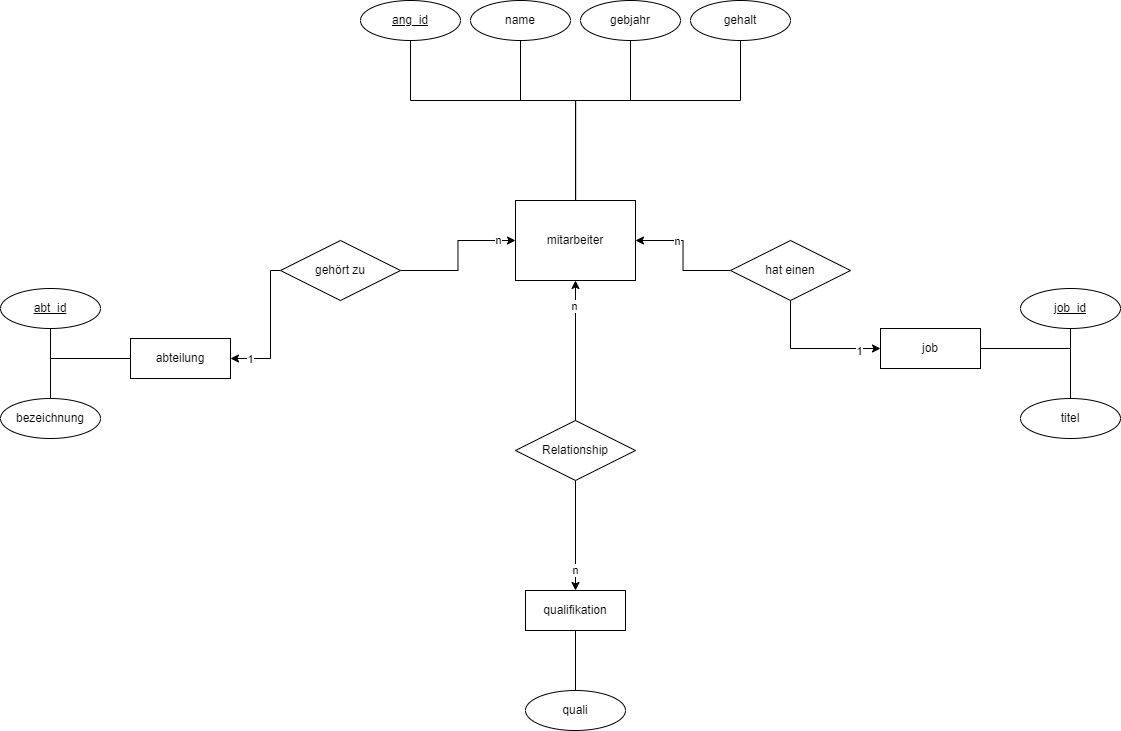 ang_id
name
gebjahr
gehalt
mitarbeiter
n
n
gehört zu
hat einen
abt_id
job_id
n
abteilung
1
1
job
bezeichnung
titel
Relationship
n
qualifikation
quali